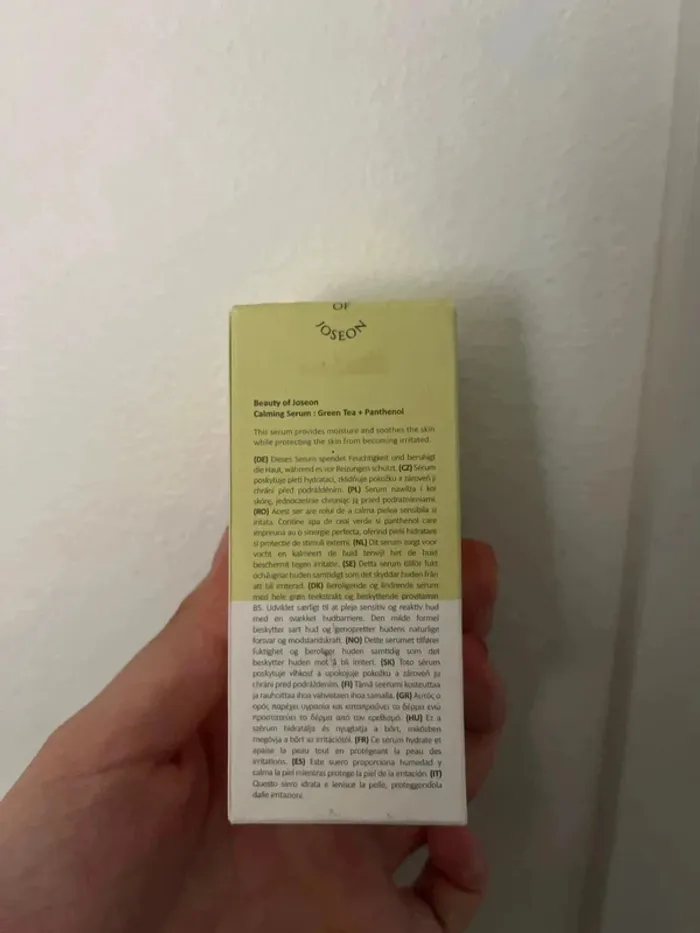 OF
JOSEON
Beauty of Joseon
Calming Serum : Green Tea + Panthenol
This serum provides moisture and soothes the skin
while protecting the skin from becoming irritated.
(DE) Dieses Serum spendet Feuchtigkeit und beruhigt
die Haut, während es vor Reizungen schützt. (CZ) Sérum
poskytuje pleti hydrataci, zklidňuje pokožku a zároveň ji
chrání před podrážděním. (PL) Serum nawilża i koi
skórę, jednocześnie chroniąc ją przed podrażnieniami.
(RO) Acest ser are rolul de a calma pielea sensibila si
iritata. Contine apa de ceai verde si panthenol care
impreuna au o sinergie perfecta, oferind pielii hidratare
si protectie de stimuli externi. (NL) Dit serum zorgt voor
vocht en kalmeert de huid terwijl het de huid
beschermt tegen irritatie. (SE) Detta serum tillför fukt
och lugnar huden samtidigt som det skyddar huden från
att bli irriterad. (DK) Beroligende og lindrende serum
med hele grøn teekstrakt og beskyttende provitamin
B5. Udviklet særligt til at pleje sensitiv og reaktiv hud
med en svækket hudbarriere. Den milde formel
beskytter sart hud og genopretter hudens naturlige
forsvar og modstandskraft. (NO) Dette serumet tilfører
fuktighet og beroliger huden samtidig som det
beskytter huden mot å bli irritert. (SK) Toto sérum
poskytuje vlhkosť a upokojuje pokožku a zároveň ju
chráni pred podráždením. (FI) Tämä seerumi kosteuttaa
ja rauhoittaa ihoa vahvistaen ihoa samalla. (GR) Αυτός ο
ορός παρέχει υγρασία και καταπραΰνει το δέρμα ενώ
προστατεύει το δέρμα από τον ερεθισμό. (HU) Ez a
szérum hidratálja és nyugtatja a bőrt, miközben
megóvja a bőrt az irritációtól. (FR) Ce sérum hydrate et
apaise la peau tout en protégeant la peau des
irritations. (ES) Este suero proporciona humedad y
calma la piel mientras protege la piel de la irritación. (IT)
Questo siero idrata e lenisce la pelle, proteggendola
dalle irritazioni.